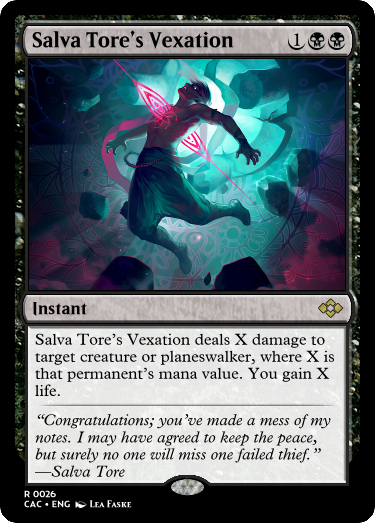 Salva Tore's Vexation 1
Instant
Salva Tore's Vexation deals X damage to
target creature or planeswalker, where X is
that permanent's mana value. You gain X
life.
“Congratulations; you've made a mess of my
notes. I may have agreed to keep the peace,
but surely no one will miss one failed thief.”
—Salva Tore
R 0026
CAC • ENG Lea Faske